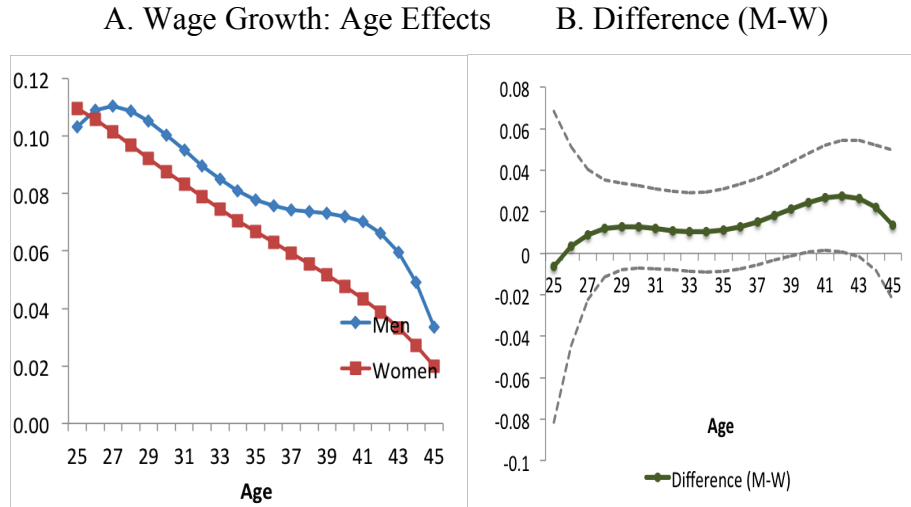 A. Wage Growth: Age Effects
B. Difference (M-W)
0.12
0.10
0.08
0.06
0.04
0.02
0.00
Men
Women
25 27 29 31 33 35 37 39 41 43 45
Age
0.08
0.06
0.04
0.02
0
-0.02
-0.04
-0.06
-0.08
-0.1
25 27 29 31 33 35 37 39 41 43 45
Age
Difference (M-W)